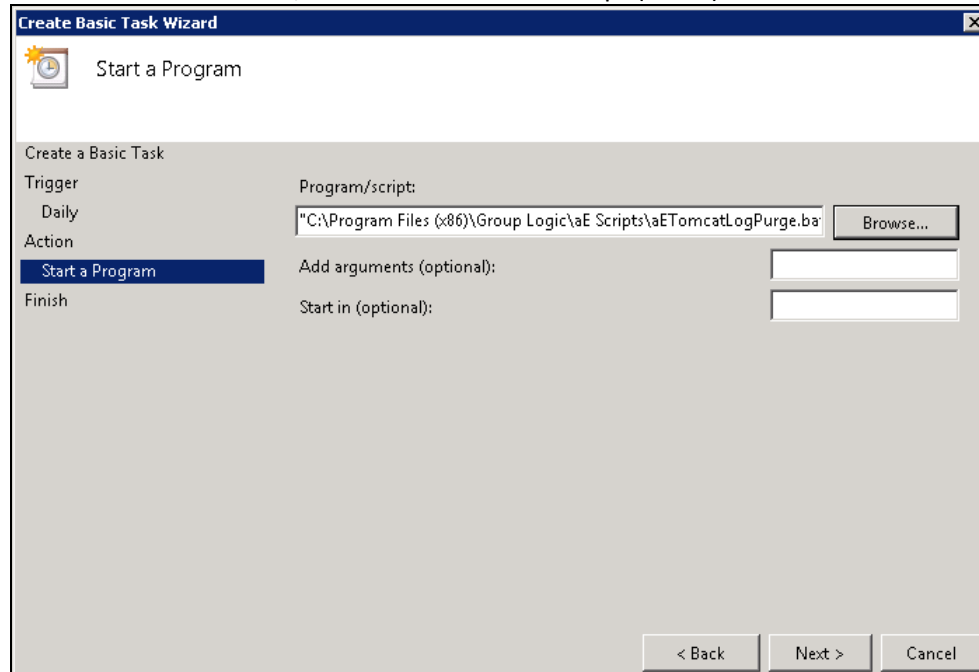 Create Basic Task Wizard
Start a Program
Create a Basic Task
Trigger
Daily
Action
Start a Program
Finish
Program/script:
"C:\Program Files (x86)\Group Logic\aE Scripts\aETomcatLogPurge.ba
Browse...
Add arguments (optional):
Start in (optional):
< Back
Next >
Cancel